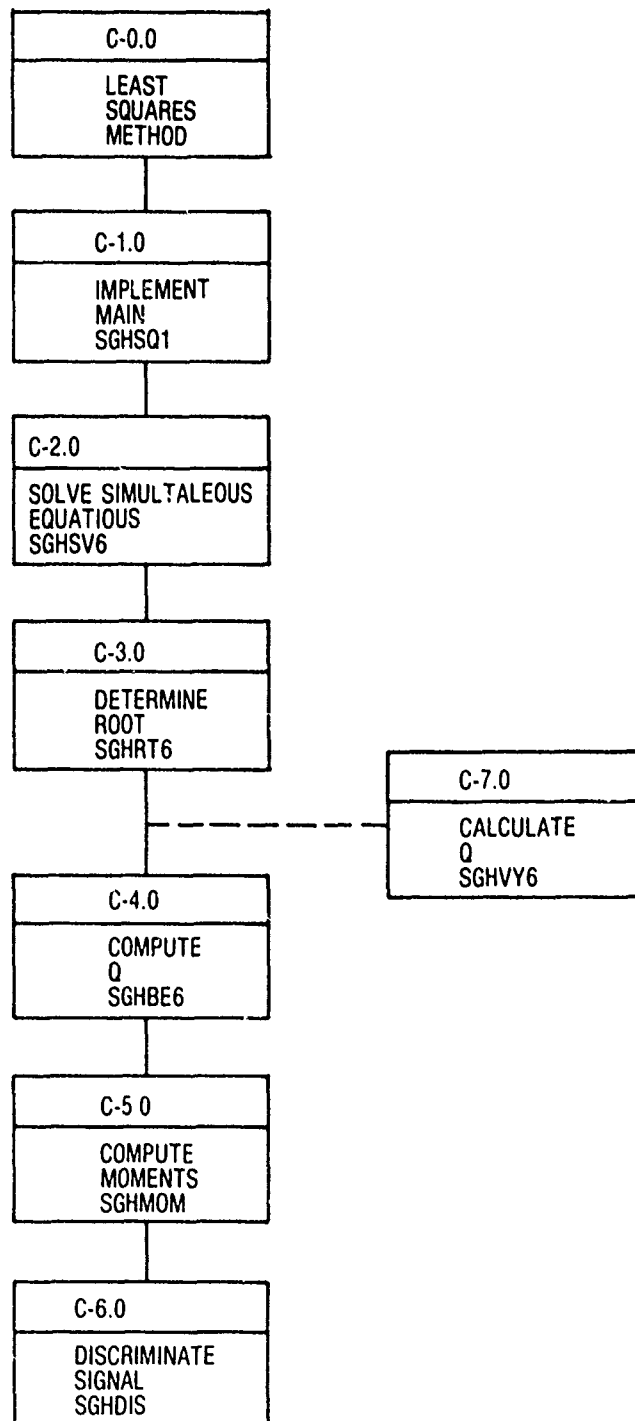 C-0.0
LEAST
SQUARES
METHOD
C-1.0
IMPLEMENT
MAIN
SGHSQ1
C-2.0
SOLVE SIMULTALEOUS
EQUATIOUS
SGHSV6
C-3.0
DETERMINE
ROOT
SGHRT6
C-7.0
CALCULATE
Q
SGHVY6
C-4.0
COMPUTE
Q
SGHBE6
C-5 0
COMPUTE
MOMENTS
SGHMOM
C-6.0
DISCRIMINATE
SIGNAL
SGHDIS